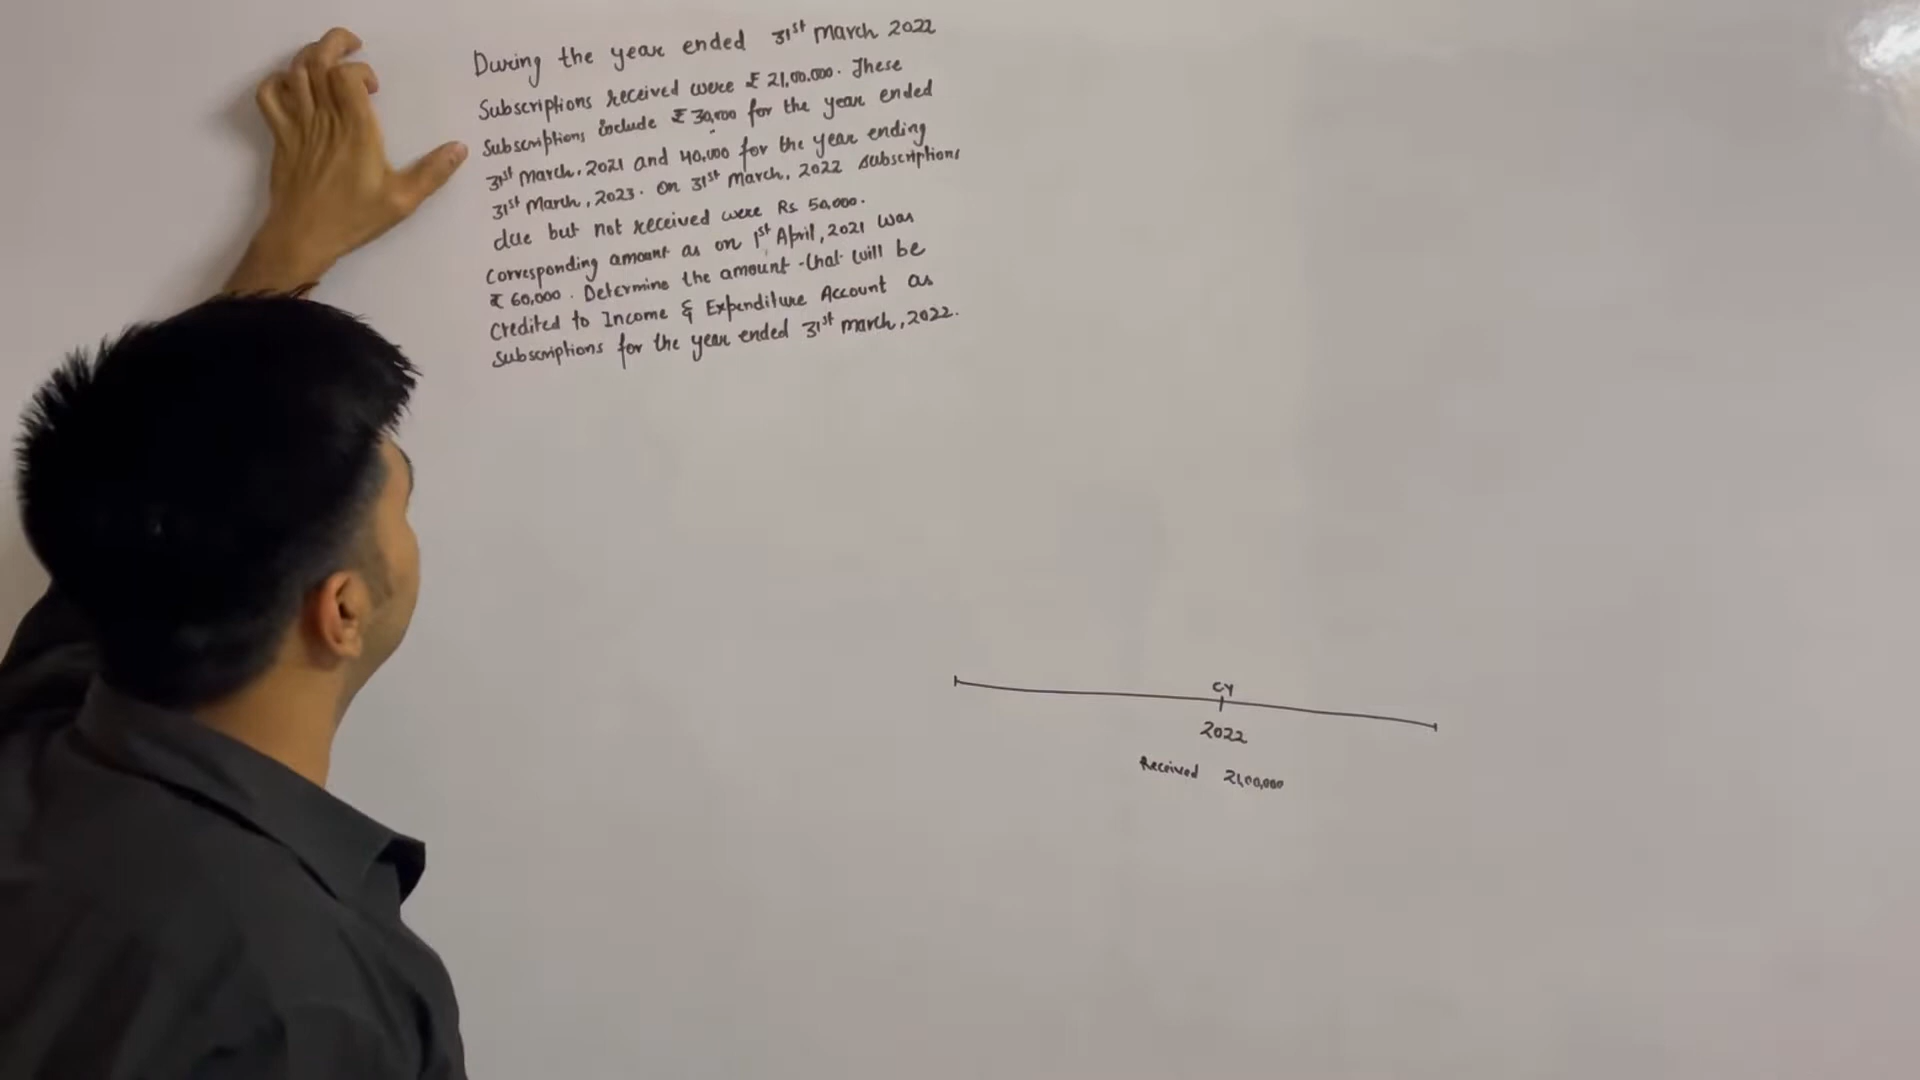 During the year ended 31st March 2022
Subscriptions received were ₹ 21,00,000. These
Subscriptions include ₹ 30,000 for the year ended
31st March, 2021 and 40,000 for the year ending
31st March, 2023. On 31st March, 2022 subscriptions
due but not received were Rs 50,000.
Corresponding amount as on 1st April, 2021 was
₹ 60,000. Determine the amount that will be
Credited to Income & Expenditure Account as
Subscriptions for the year ended 31st march, 2022.
CY
2022
Received 21,00,000